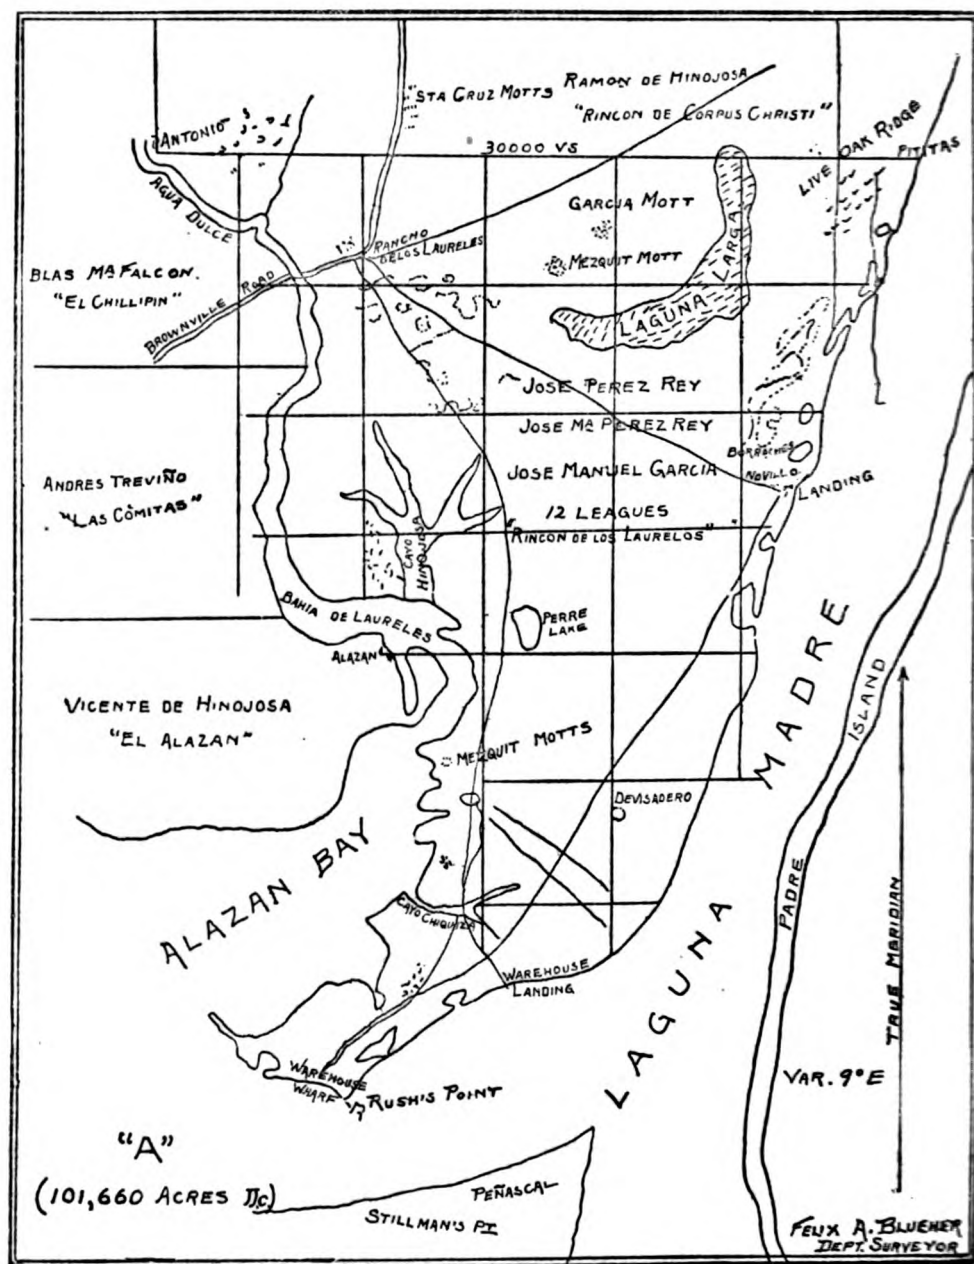 STA CRUZ MOTTS
RAMON DE HINOJOSA
"RINCON DE CORPUS CHRISTI"
ANTONIO
30000 VS
LIVE OAK RIDGE
PITITAS
AGUA DULCE
GARCIA MOTT
RANCHO
DE LOS LAURELES
MEZQUIT MOTT
LAGUNA LARGA
BLAS Mª FALCON.
"EL CHILLIPIN"
BROWNVILLE ROAD
JOSE PEREZ REY
JOSE Mª PEREZ REY
BORRACHOS
JOSE MANUEL GARCIA
NOVILLO
LANDING
ANDRES TREVIÑO
"LAS COMITAS"
12 LEAGUES
"RINCON DE LOS LAURELOS"
CAYO
HINOJOSA
BAHIA DE LAURELES
PERRE
LAKE
ALAZAN
VICENTE DE HINOJOSA
"EL ALAZAN"
MEZQUIT MOTTS
DEVISADERO
ALAZAN BAY
CAYO CHIQUIZA
LAGUNA MADRE
PADRE ISLAND
TRUE MERIDIAN
WAREHOUSE
LANDING
WAREHOUSE
WHARF
RUSH'S POINT
VAR. 9° E
"A"
(101,660 ACRES
PEÑASCAL
STILLMAN'S PT
FELIX A. BLUEHER
DEPT. SURVEYOR